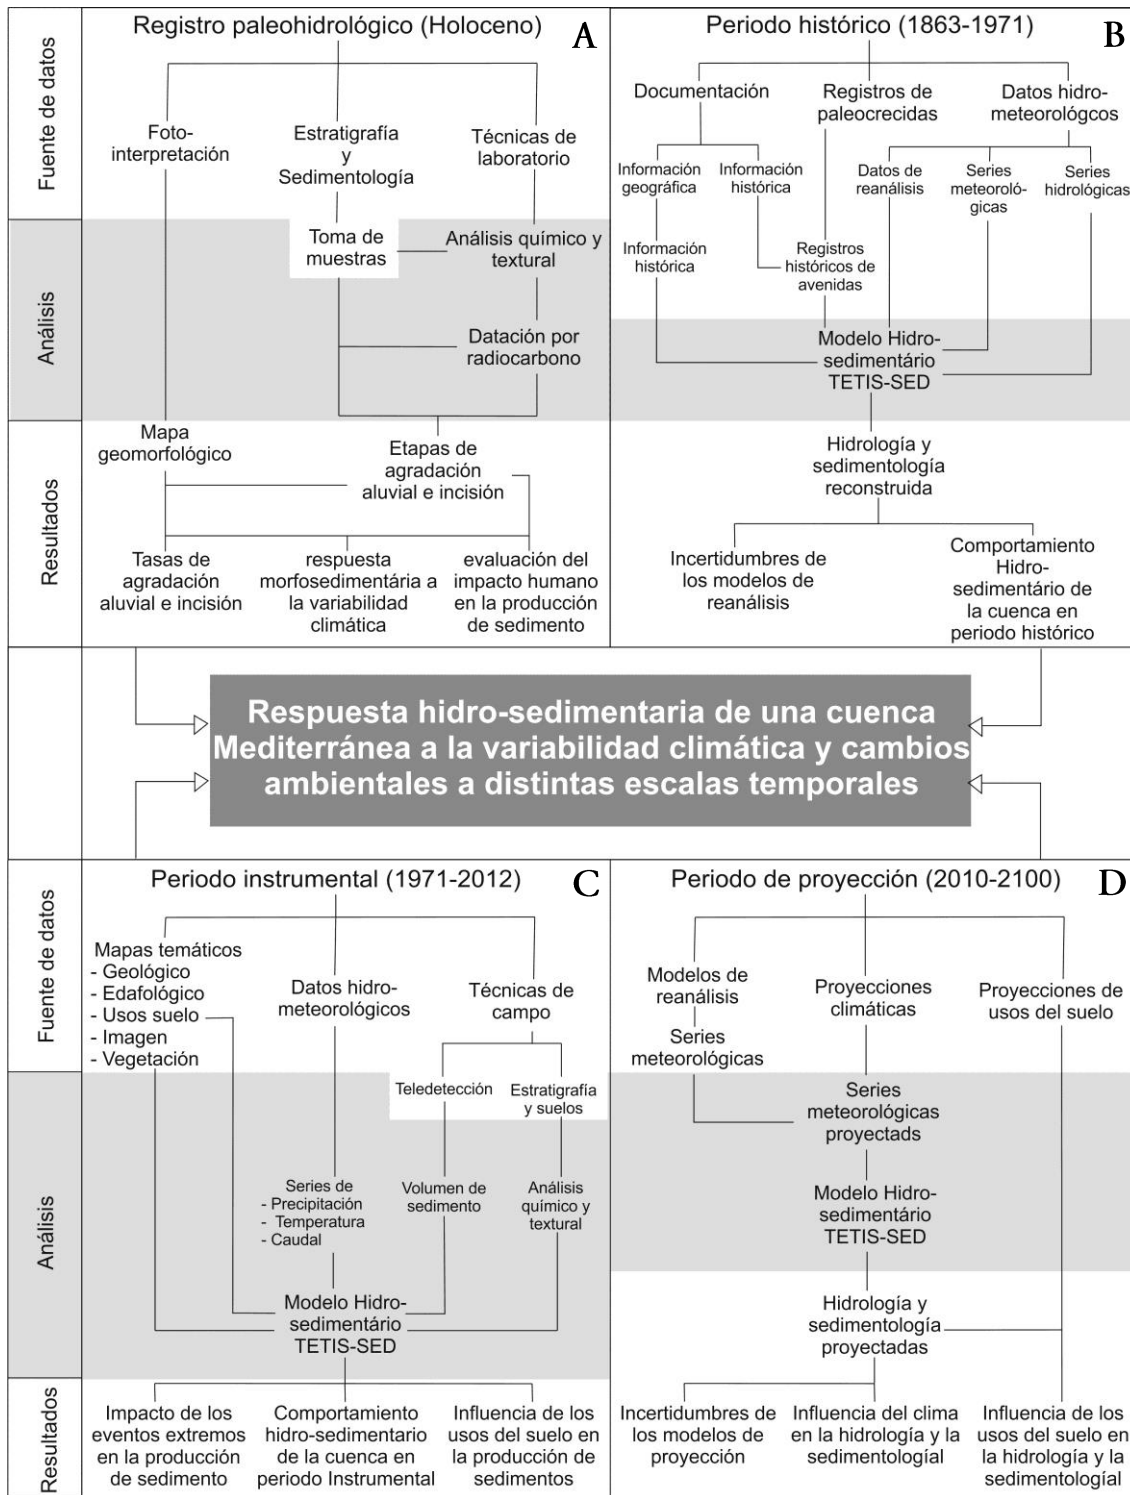 Registro paleohidrológico (Holoceno)
A
Fuente de datos
Foto-
interpretación
Estratigrafía
y
Sedimentología
Técnicas de
laboratorio
Análisis
Toma de
muestras
Análisis químico y
textural
Datación por
radiocarbono
Resultados
Mapa
geomorfológico
Etapas de
agradación
aluvial e incisión
Tasas de
agradación
aluvial e incisión
respuesta
morfosedimentária a
la variabilidad
climática
evaluación del
impacto humano
en la producción
de sedimento
Periodo histórico (1863-1971)
B
Documentación
Registros de
paleocrecidas
Datos hidro-
meteorológcos
Información
geográfica
Información
histórica
Datos de
reanálisis
Series
meteoroló-
gicas
Series
hidrológicas
Información
histórica
Registros
históricos de
avenidas
Modelo Hidro-
sedimentário
TETIS-SED
Hidrología y
sedimentología
reconstruida
Incertidumbres de
los modelos de
reanálisis
Comportamiento
Hidro-
sedimentário de
la cuenca en
periodo histórico
Respuesta hidro-sedimentaria de una cuenca
Mediterránea a la variabilidad climática y cambios
ambientales a distintas escalas temporales
Periodo instrumental (1971-2012)
C
Fuente de datos
Mapas temáticos
- Geológico
- Edafológico
- Usos suelo
- Imagen
- Vegetación
Datos hidro-
meteorológicos
Técnicas de
campo
Teledetección
Estratigrafía
y suelos
Análisis
Series de
- Precipitación
- Temperatura
- Caudal
Volumen de
sedimento
Análisis
químico y
textural
Modelo Hidro-
sedimentário
TETIS-SED
Resultados
Impacto de los
eventos extremos
en la producción
de sedimento
Comportamiento
hidro-sedimentario
de la cuenca en
periodo Instrumental
Influencia de los
usos del suelo en
la producción de
sedimentos
Periodo de proyección (2010-2100)
D
Modelos de
reanálisis
Proyecciones
climáticas
Proyecciones de
usos del suelo
Series
meteorológicas
Series
meteorológicas
proyectads
Modelo Hidro-
sedimentário
TETIS-SED
Hidrología y
sedimentología
proyectadas
Incertidumbres de
los modelos de
proyección
Influencia del clima
en la hidrología y la
sedimentologíal
Influencia de los
usos del suelo en
la hidrología y la
sedimentologíal